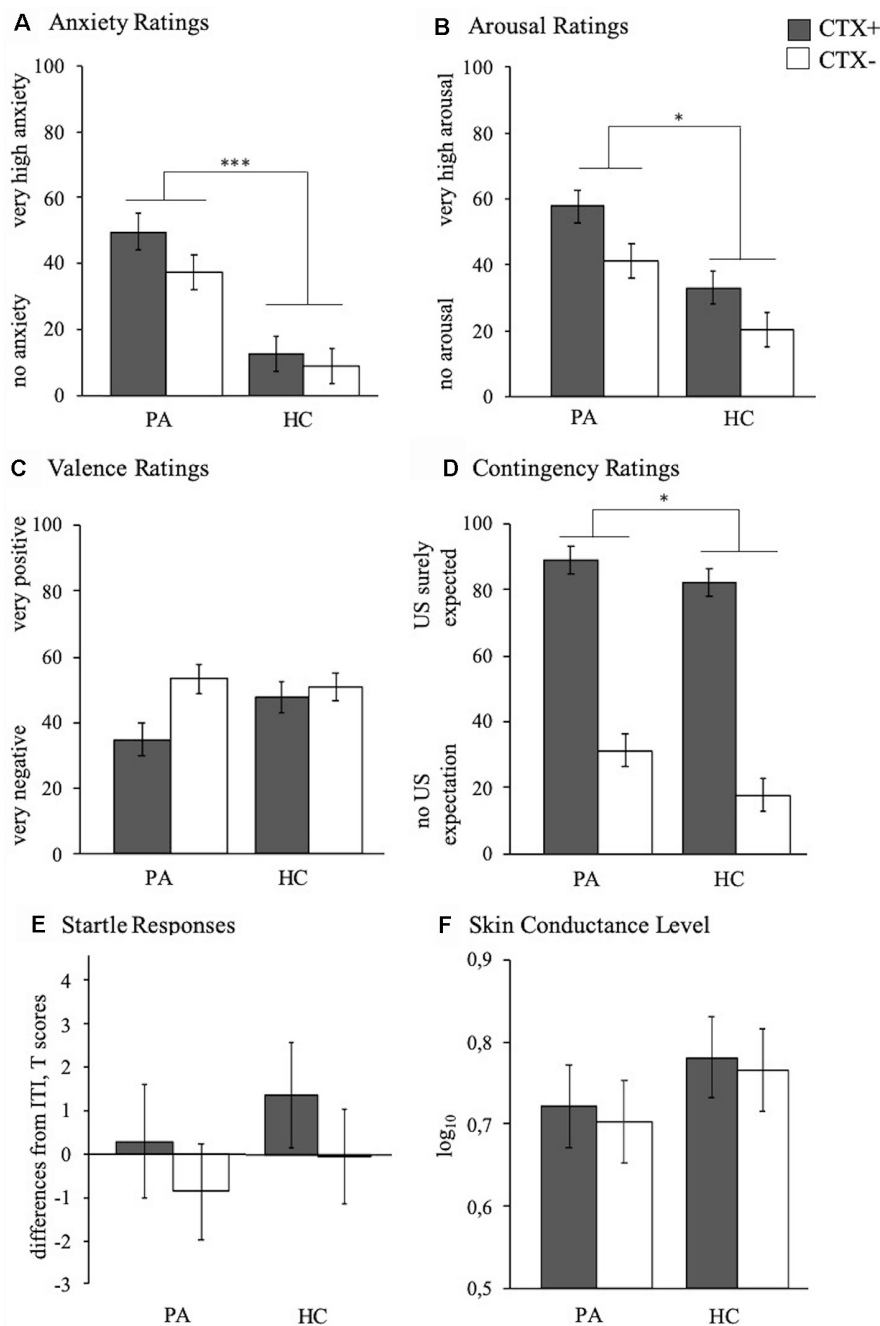 A Anxiety Ratings
very high anxiety
no anxiety
100
80
60
40
20
0
***
PA HC
B Arousal Ratings
CTX+
CTX-
very high arousal
no arousal
100
80
60
40
20
0
*
PA HC
C Valence Ratings
very positive
very negative
100
80
60
40
20
0
PA HC
D Contingency Ratings
US surely
expected
no US
expectation
100
80
60
40
20
0
*
PA HC
E Startle Responses
differences from ITI, T scores
4
3
2
1
0
-1
-2
-3
PA HC
F Skin Conductance Level
log₁₀
0,9
0,8
0,7
0,6
0,5
PA HC